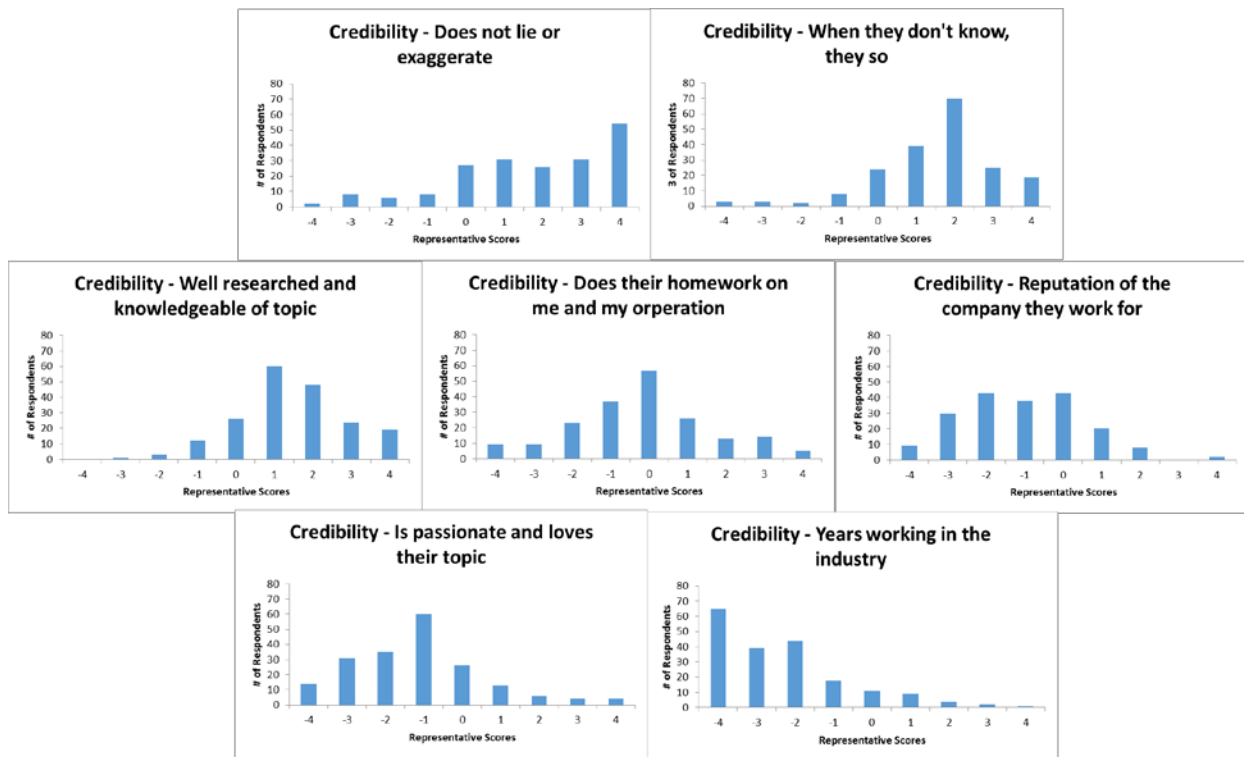 Credibility - Does not lie or
exaggerate
# of Respondents
80
70
60
50
40
30
20
10
0
-4 -3 -2 -1 0 1 2 3 4
Representative Scores
Credibility - When they don't know,
they so
3 of Respondents
80
70
60
50
40
30
20
10
0
-4 -3 -2 -1 0 1 2 3 4
Representative Scores
Credibility - Well researched and
knowledgeable of topic
# of Respondents
80
70
60
50
40
30
20
10
0
-4 -3 -2 -1 0 1 2 3 4
Representative Scores
Credibility - Does their homework on
me and my orperation
# of Respondents
80
70
60
50
40
30
20
10
0
-4 -3 -2 -1 0 1 2 3 4
Representative Scores
Credibility - Reputation of the
company they work for
# of Respondents
80
70
60
50
40
30
20
10
0
-4 -3 -2 -1 0 1 2 3 4
Representative Scores
Credibility - Is passionate and loves
their topic
# of Respondents
80
70
60
50
40
30
20
10
0
-4 -3 -2 -1 0 1 2 3 4
Representative Scores
Credibility - Years working in the
industry
# of Respondents
80
70
60
50
40
30
20
10
0
-4 -3 -2 -1 0 1 2 3 4
Representative Scores